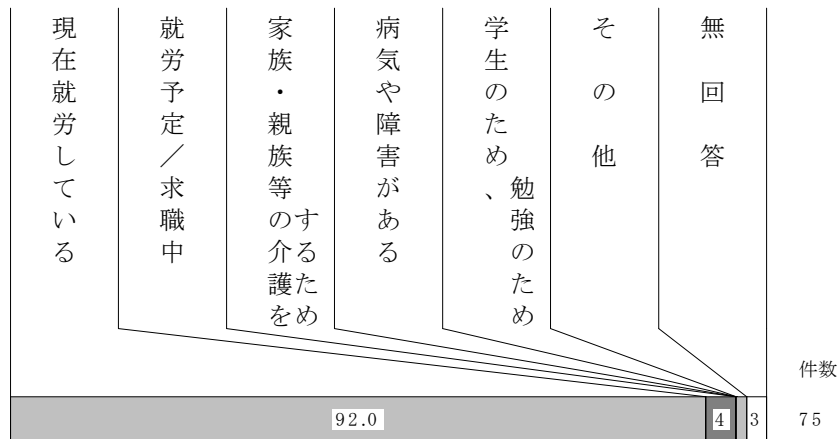 現在就労している
就労予定／求職中
家族・親族等の介護を
するため
病気や障害がある
学生のため、
勉強のため
その他
無回答
件数
92.0
4
3
75